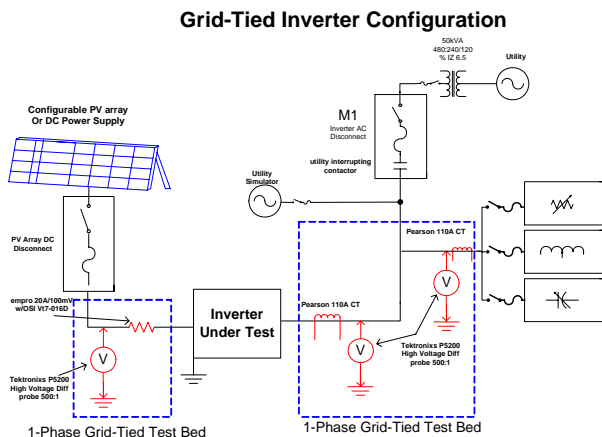 Grid-Tied Inverter Configuration
50kVA
480:240/120
% IZ 6.5
Utility
Configurable PV array
Or DC Power Supply
M1
Inverter AC
Disconnect
utility interrupting
contactor
Utility
Simulator
PV Array DC
Disconnect
Pearson 110A CT
empro 20A/100mV
w/OSI Vt7-016D
Inverter
Under Test
Pearson 110A CT
V
V
V
Tektronixs P5200
High Voltage Diff
probe 500:1
Tektronixs P5200
High Voltage Diff
probe 500:1
1-Phase Grid-Tied Test Bed
1-Phase Grid-Tied Test Bed